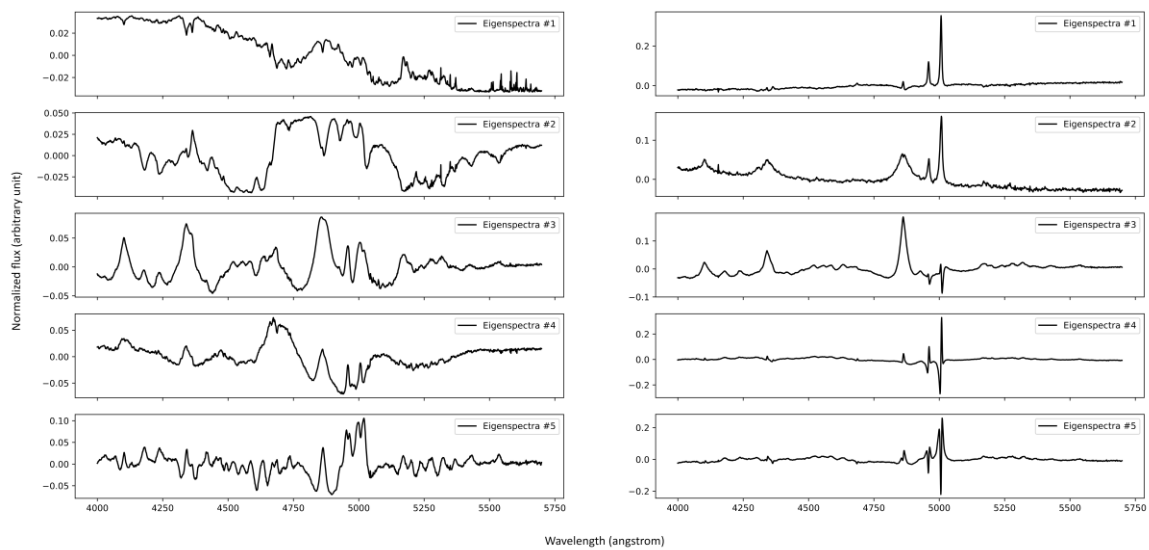 Eigenspectra #1
0.02
0.00
−0.02
Eigenspectra #2
0.050
0.025
0.000
−0.025
Eigenspectra #3
0.05
0.00
−0.05
Eigenspectra #4
0.05
0.00
−0.05
Eigenspectra #5
0.10
0.05
0.00
−0.05
4000 4250 4500 4750 5000 5250 5500 5750
Eigenspectra #1
0.2
0.0
Eigenspectra #2
0.1
0.0
Eigenspectra #3
0.1
0.0
−0.1
Eigenspectra #4
0.2
0.0
−0.2
Eigenspectra #5
0.2
0.0
−0.2
4000 4250 4500 4750 5000 5250 5500 5750
Normalized flux (arbitrary unit)
Wavelength (angstrom)